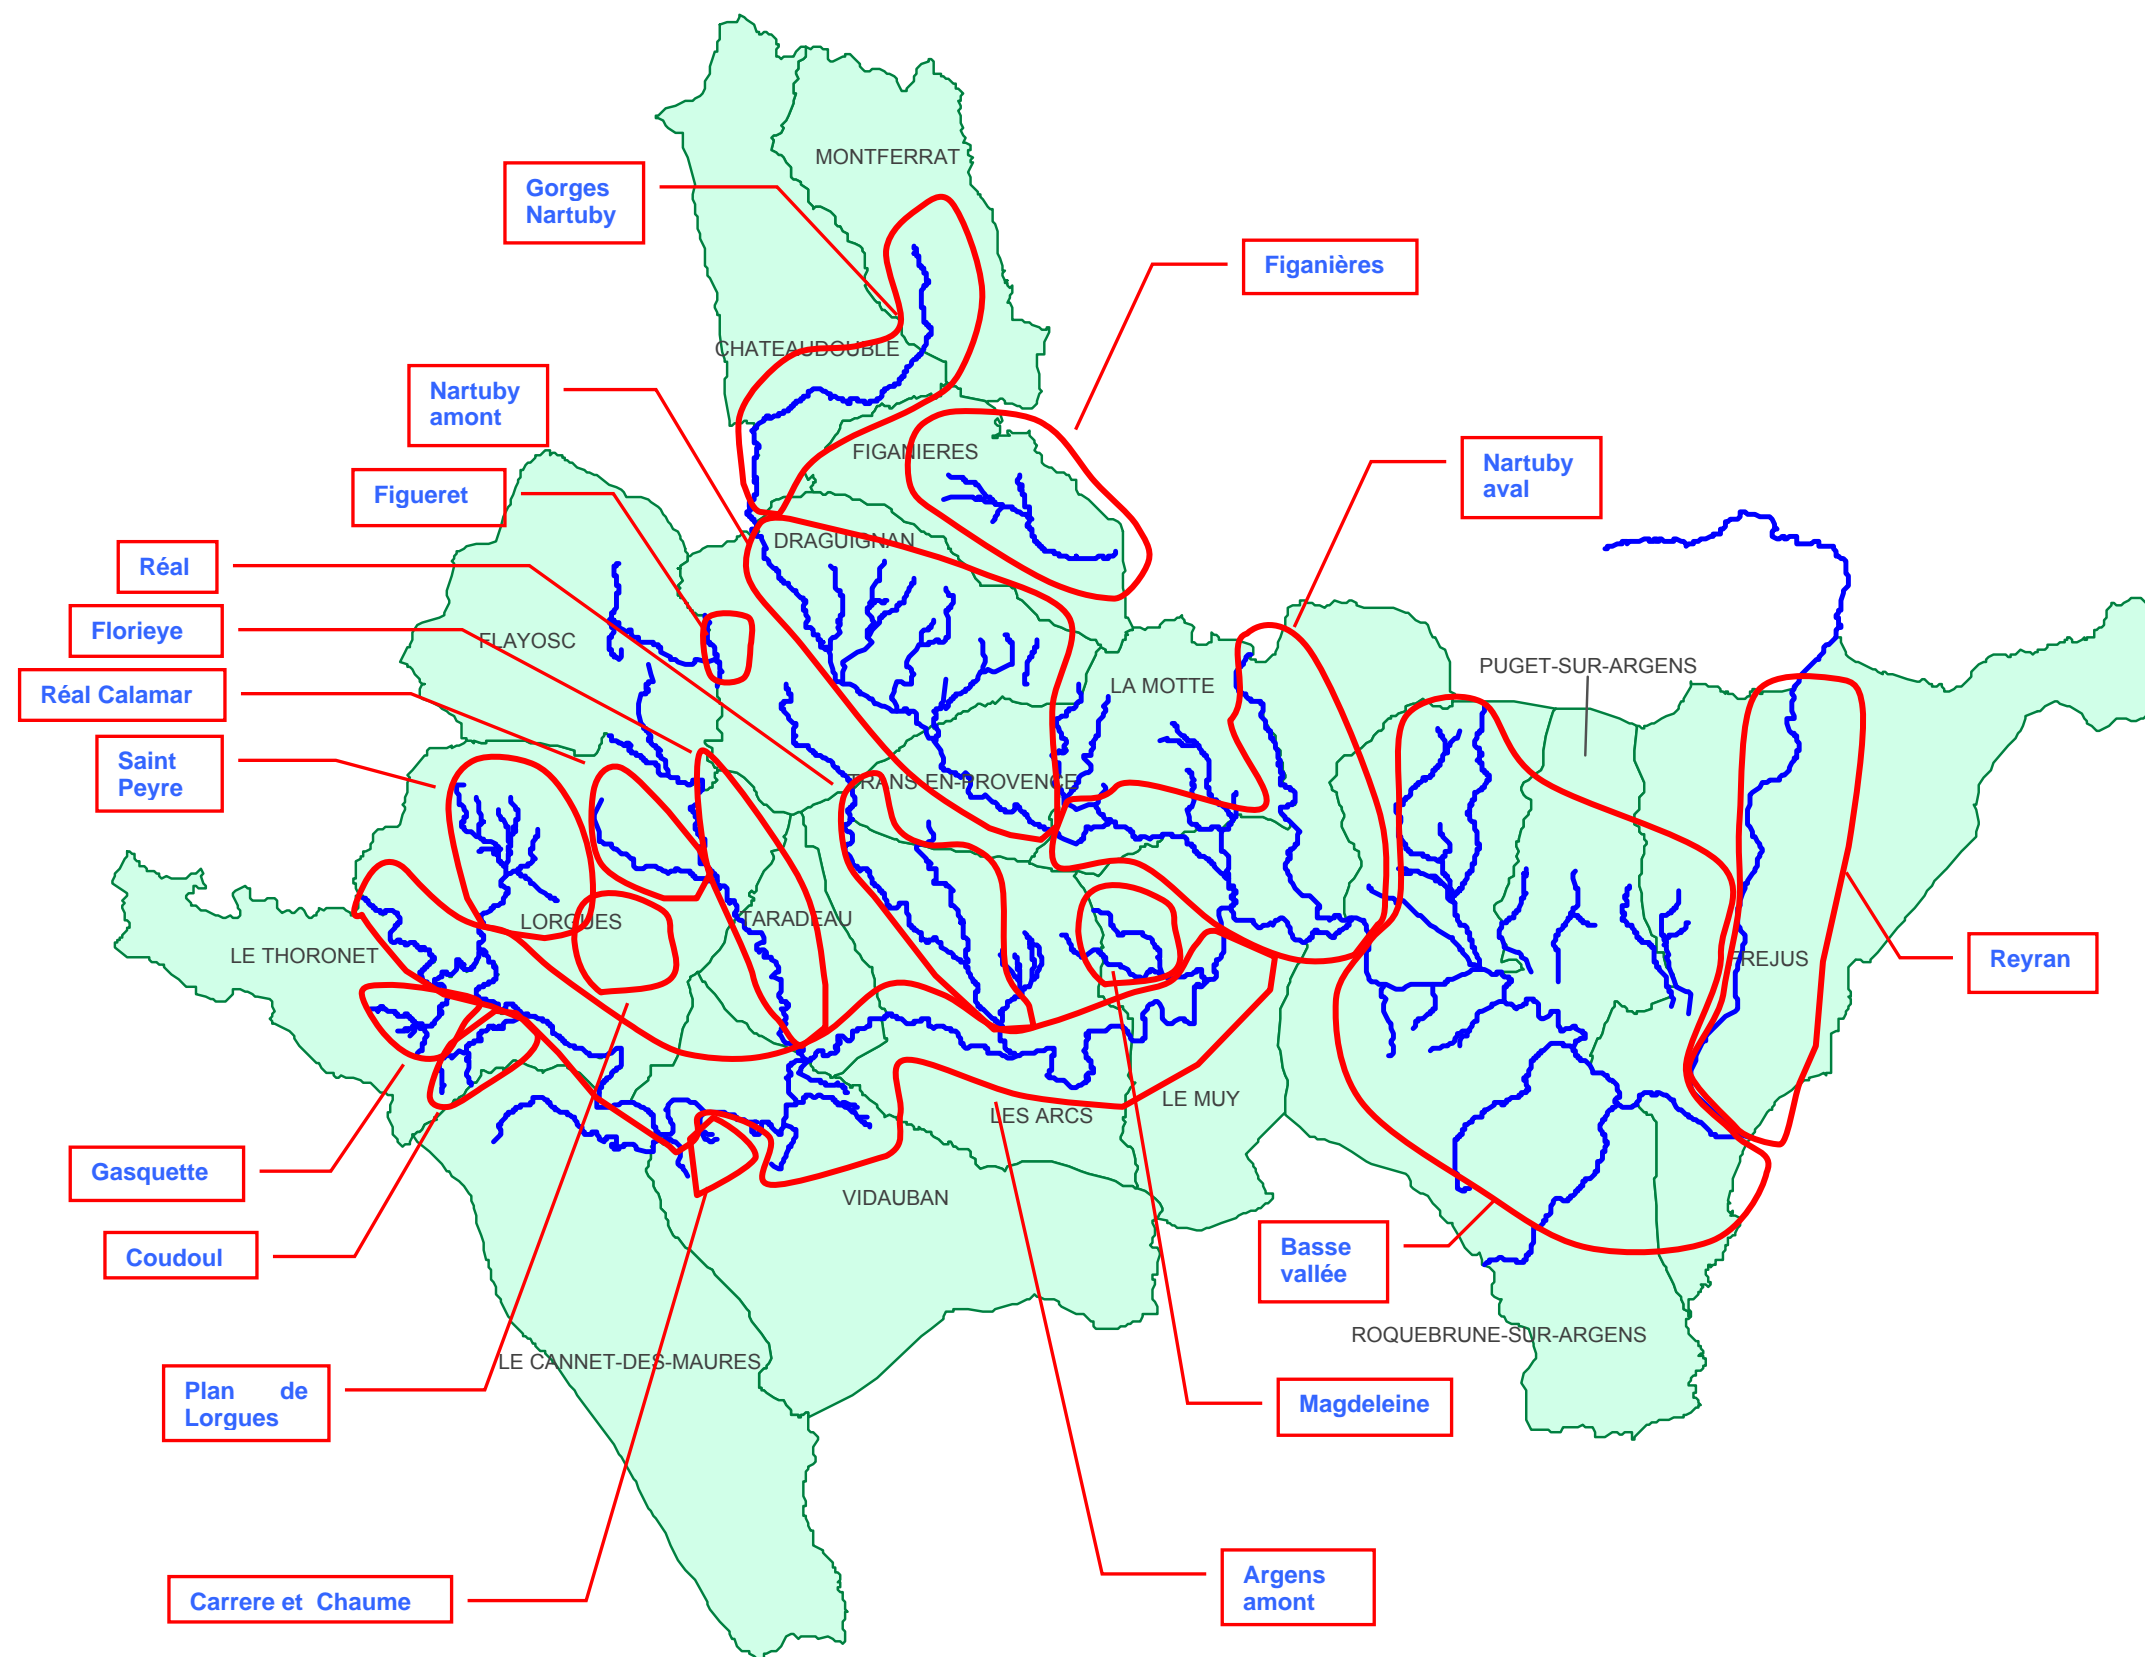 MONTFERRAT
Gorges
Nartuby
Figanières
CHATEAUDOUBLE
Nartuby
amont
FIGANIERES
Nartuby
aval
Figueret
DRAGUIGNAN
Réal
Florieye
FLAYOSC
PUGET-SUR-ARGENS
LA MOTTE
Réal Calamar
Saint
Peyre
TRANS-EN-PROVENCE
LORGUES
TARADEAU
LE THORONET
FREJUS
Reyran
LES ARCS
LE MUY
Gasquette
VIDAUBAN
Coudoul
Basse
vallée
ROQUEBRUNE-SUR-ARGENS
LE CANNET-DES-MAURES
Plan de
Lorgues
Magdeleine
Argens
amont
Carrere et Chaume